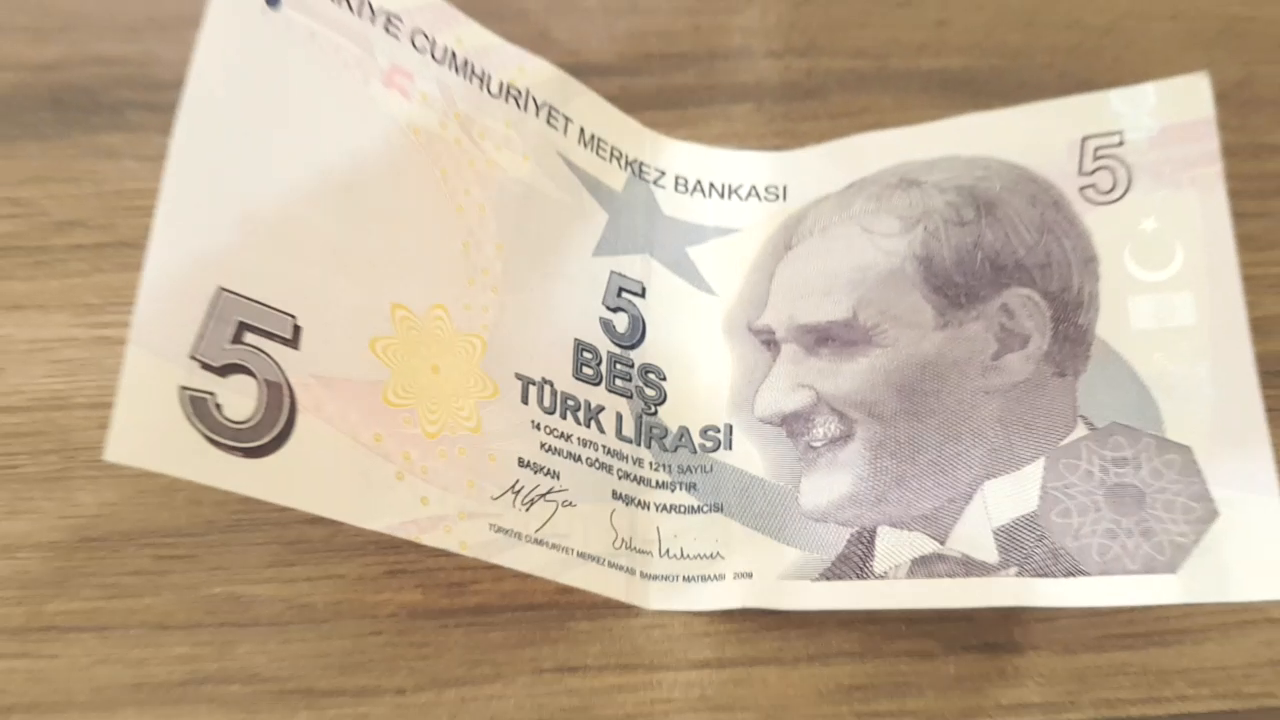 CUMHURİYET MERKEZ BANKASI
5
5
5
BEŞ
TÜRK LİRASI
14 OCAK 1970 TARİH VE 1211 SAYILI
KANUNA GÖRE ÇIKARILMIŞTIR
BAŞKAN
BAŞKAN YARDIMCISI
TÜRKİYE CUMHURİYET MERKEZ BANKASI BANKNOT MATBAASI 2009
5